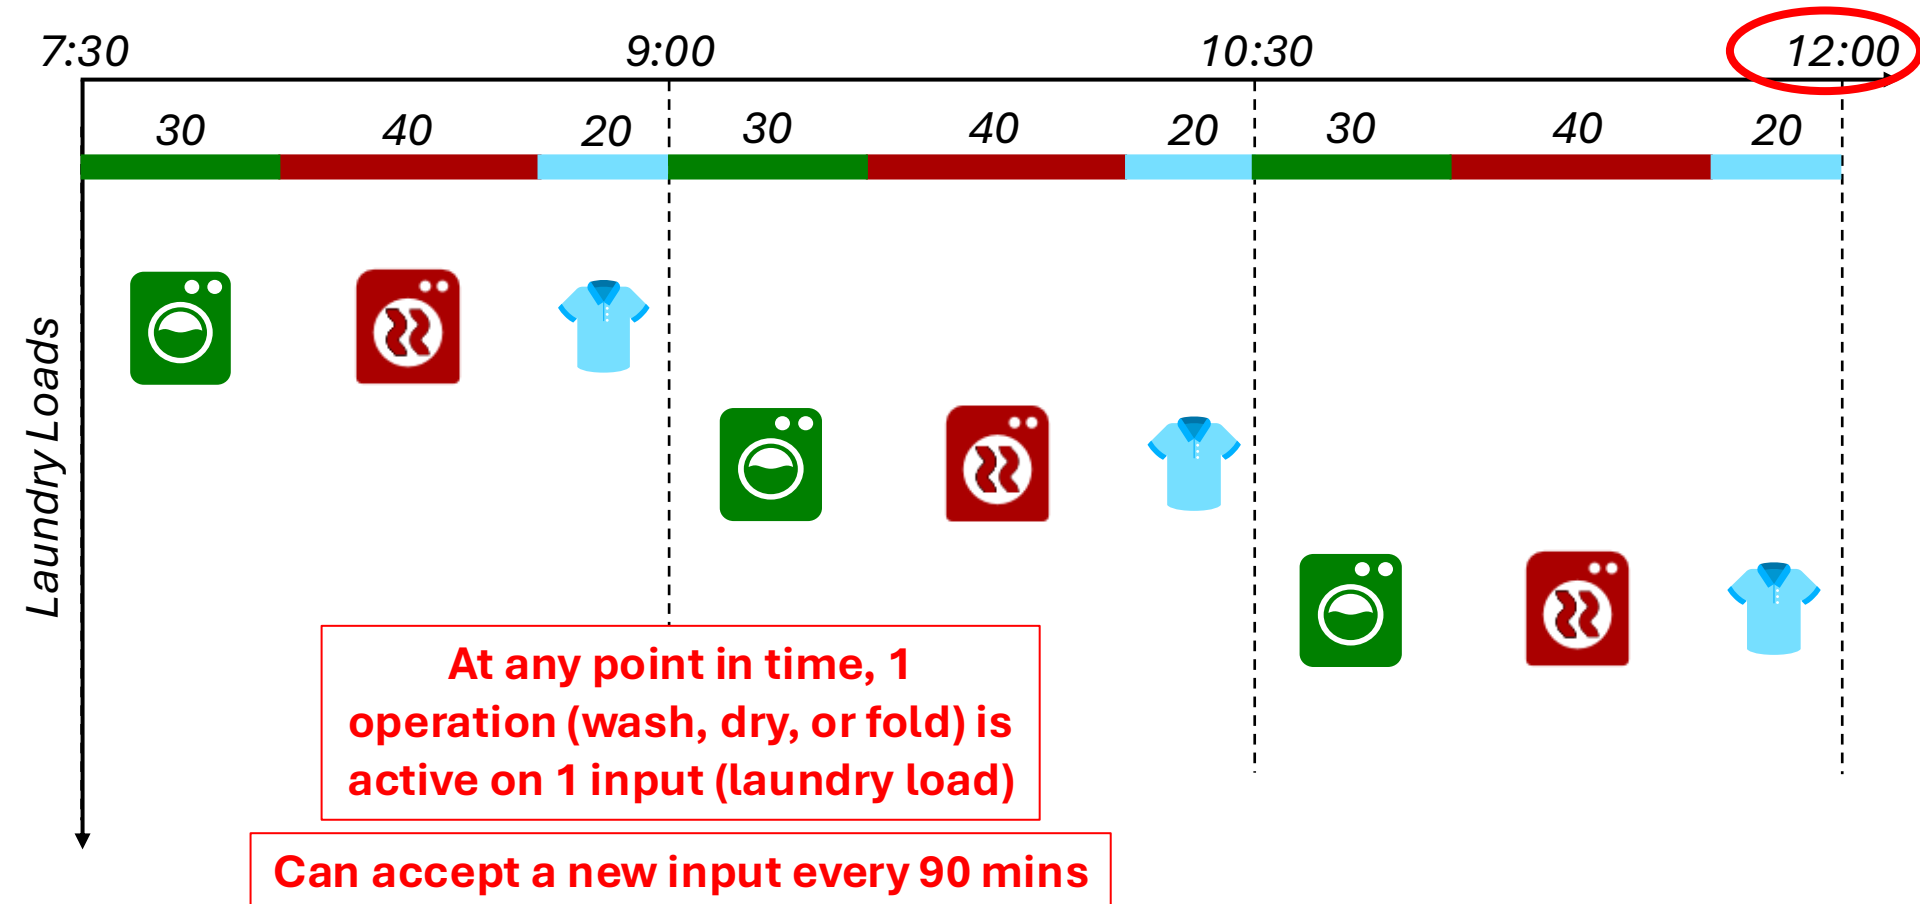 7:30 9:00 10:30 12:00
30 40 20 30 40 20 30 40 20
Laundry Loads
At any point in time, 1
operation (wash, dry, or fold) is
active on 1 input (laundry load)
Can accept a new input every 90 mins